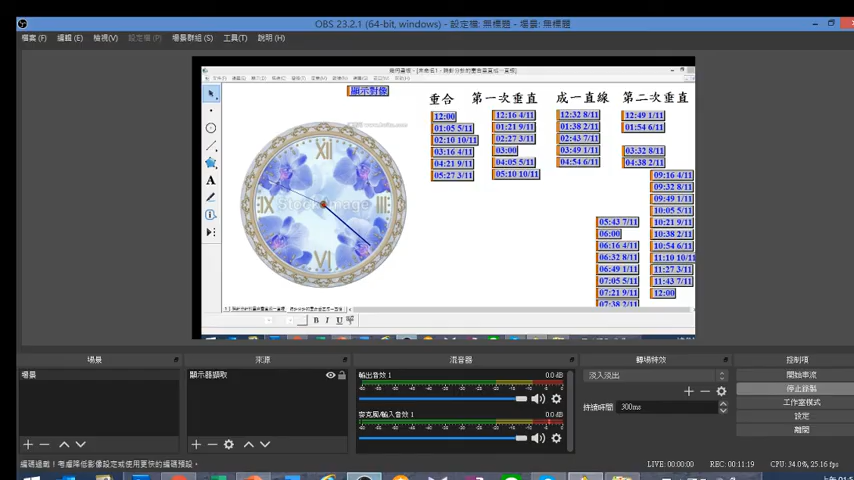 OBS 23.2.1 (64-bit, windows) - 設定檔: 無標題 - 場景: 無標題
檔案 (F) 編輯 (E) 檢視(V) 設定檔 (P) 場景群組 (S) 工具(T) 說明 (H)
顯示對像
重合 第一次垂直 成一直線 第二次垂直
12:00 12:16 4/11 12:32 8/11 12:49 1/11
01:05 5/11 01:21 9/11 01:38 2/11 01:54 6/11
02:10 10/11 02:27 3/11 02:43 7/11
03:16 4/11 03:00 03:49 1/11 03:32 8/11
04:21 9/11 04:05 5/11 04:54 6/11 04:38 2/11
05:27 3/11 05:10 10/11
09:16 4/11
09:32 8/11
09:49 1/11
10:05 5/11
05:43 7/11 10:21 9/11
06:00 10:38 2/11
06:16 4/11 10:54 6/11
06:32 8/11 11:10 10/11
06:49 1/11 11:27 3/11
07:05 5/11 11:43 7/11
07:21 9/11 12:00
07:38 2/11
XII
IX
III
VI
A
B I U
場景 來源 混音器 轉場特效 控制項
場景
顯示器擷取
輸出音效 1 0.0 dB
麥克風/輸入音效 1 0.0 dB
淡入淡出
持續時間 300ms
開始串流
停止錄製
工作室模式
設定
離開
編碼過載！考慮降低影像設定或使用更快的編碼預設。
LIVE: 00:00:00 REC: 00:11:19 CPU: 34.0%, 25.16 fps